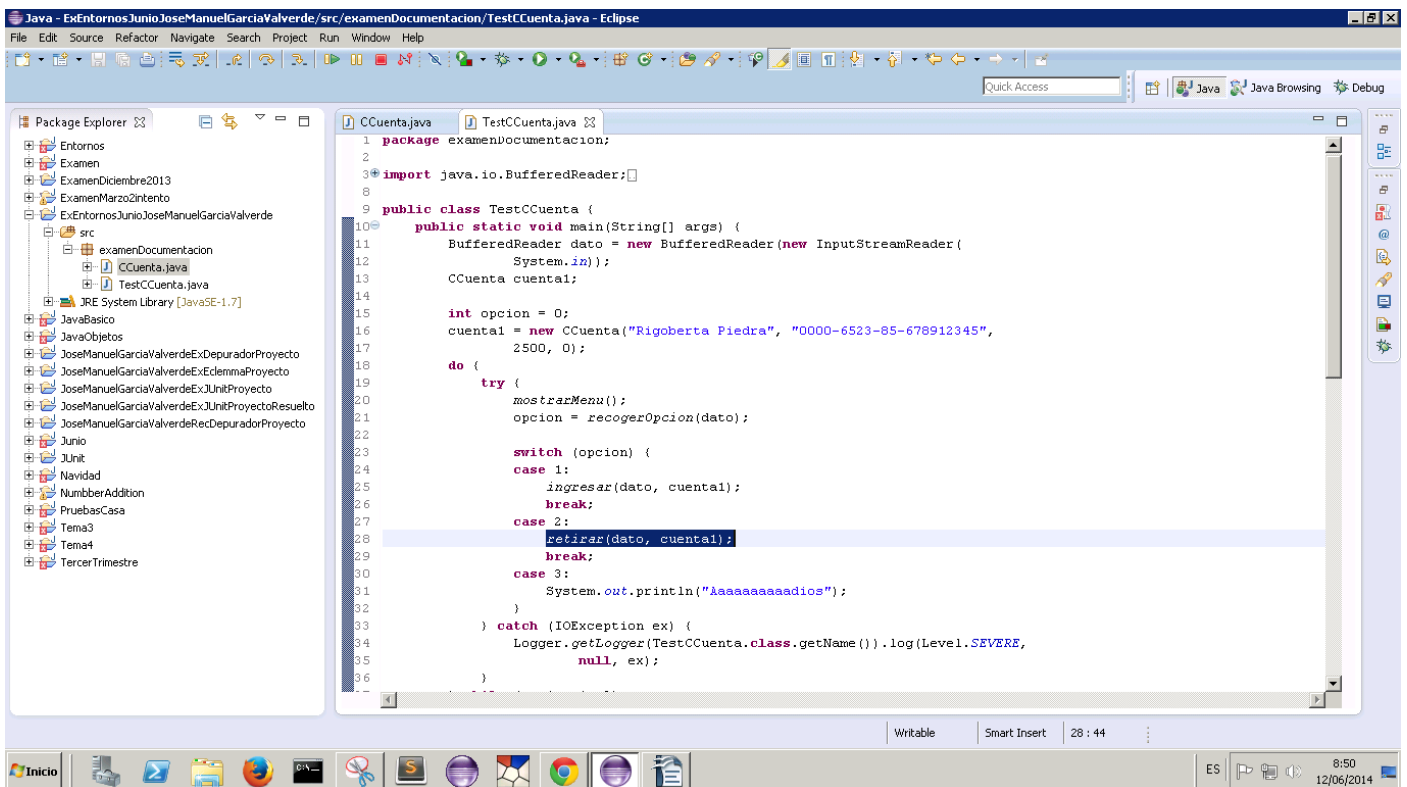 Java - ExEntornosJunioJoseManuelGarciaValverde/src/examenDocumentacion/TestCCuenta.java - Eclipse
File Edit Source Refactor Navigate Search Project Run Window Help
Quick Access
Java
Java Browsing
Debug
Package Explorer
Entornos
Examen
ExamenDiciembre2013
ExamenMarzo2intento
ExEntornosJunioJoseManuelGarciaValverde
src
examenDocumentacion
CCuenta.java
TestCCuenta.java
JRE System Library [JavaSE-1.7]
JavaBasico
JavaObjetos
JoseManuelGarciaValverdeExDepuradorProyecto
JoseManuelGarciaValverdeExEclemmaProyecto
JoseManuelGarciaValverdeExJUnitProyecto
JoseManuelGarciaValverdeExJUnitProyectoResuelto
JoseManuelGarciaValverdeRecDepuradorProyecto
Junio
JUnit
Navidad
NumbberAddition
PruebasCasa
Tema3
Tema4
TercerTrimestre
CCuenta.java TestCCuenta.java
1 package examenDocumentacion;
2
3 import java.io.BufferedReader;
8
9 public class TestCCuenta {
10 public static void main(String[] args) {
11 BufferedReader dato = new BufferedReader(new InputStreamReader(
12 System.in));
13 CCuenta cuenta1;
14
15 int opcion = 0;
16 cuenta1 = new CCuenta("Rigoberta Piedra", "0000-6523-85-678912345",
17 2500, 0);
18 do {
19 try {
20 mostrarMenu();
21 opcion = recogerOpcion(dato);
22
23 switch (opcion) {
24 case 1:
25 ingresar(dato, cuenta1);
26 break;
27 case 2:
28 retirar(dato, cuenta1);
29 break;
30 case 3:
31 System.out.println("Aaaaaaaaaadios");
32 }
33 } catch (IOException ex) {
34 Logger.getLogger(TestCCuenta.class.getName()).log(Level.SEVERE,
35 null, ex);
36 }
Writable
Smart Insert
28 : 44
Inicio
ES
8:50
12/06/2014